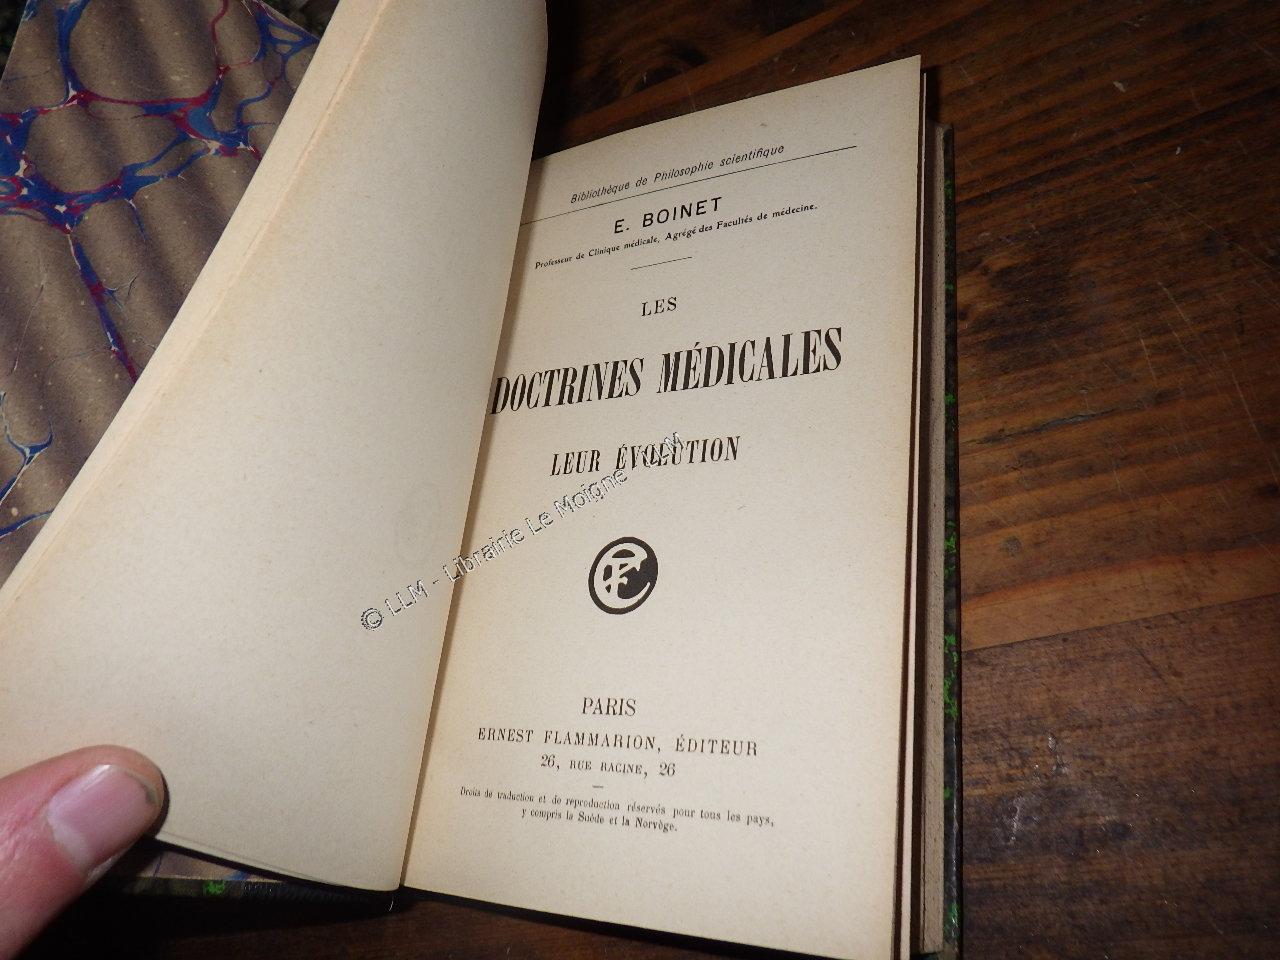 Bibliothèque de Philosophie scientifique
E. BOINET
Professeur de Clinique médicale, Agrégé des Facultés de médecine.
LES
DOCTRINES MÉDICALES
LEUR ÉVOLUTION
© LLM - Librairie Le Moigne - LLM
PARIS
ERNEST FLAMMARION, ÉDITEUR
26, RUE RACINE, 26
Droits de traduction et de reproduction réservés pour tous les pays,
y compris la Suède et la Norvège.